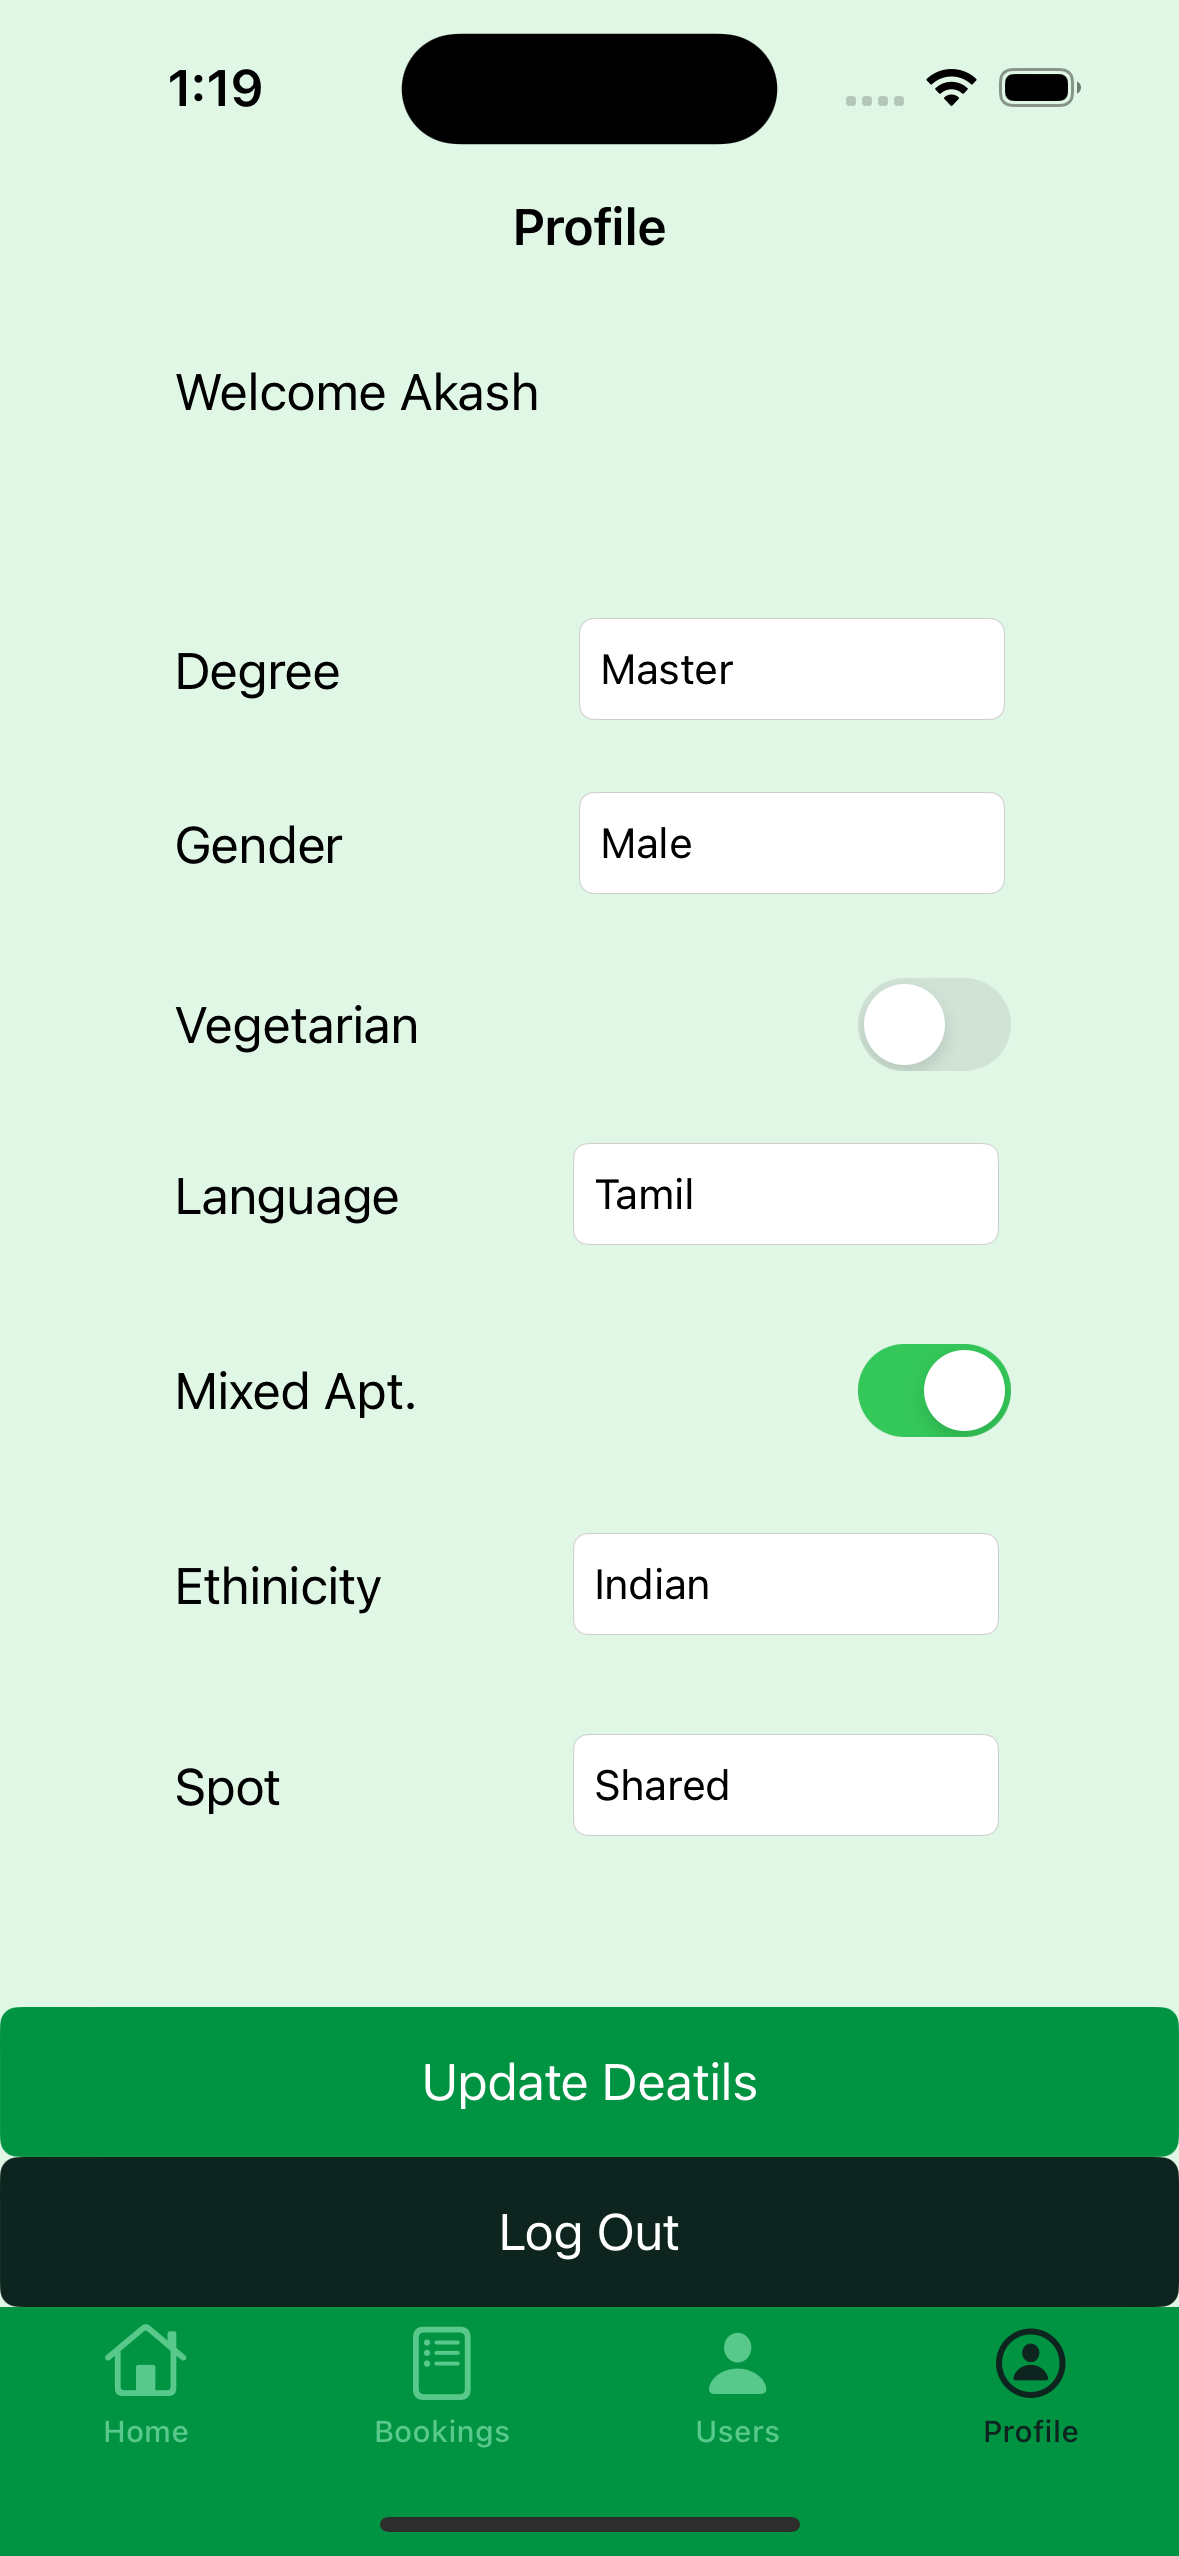 1:19
Profile
Welcome Akash
Degree Master
Gender Male
Vegetarian
Language Tamil
Mixed Apt.
Ethinicity Indian
Spot Shared
Update Deatils
Log Out
Home Bookings Users Profile